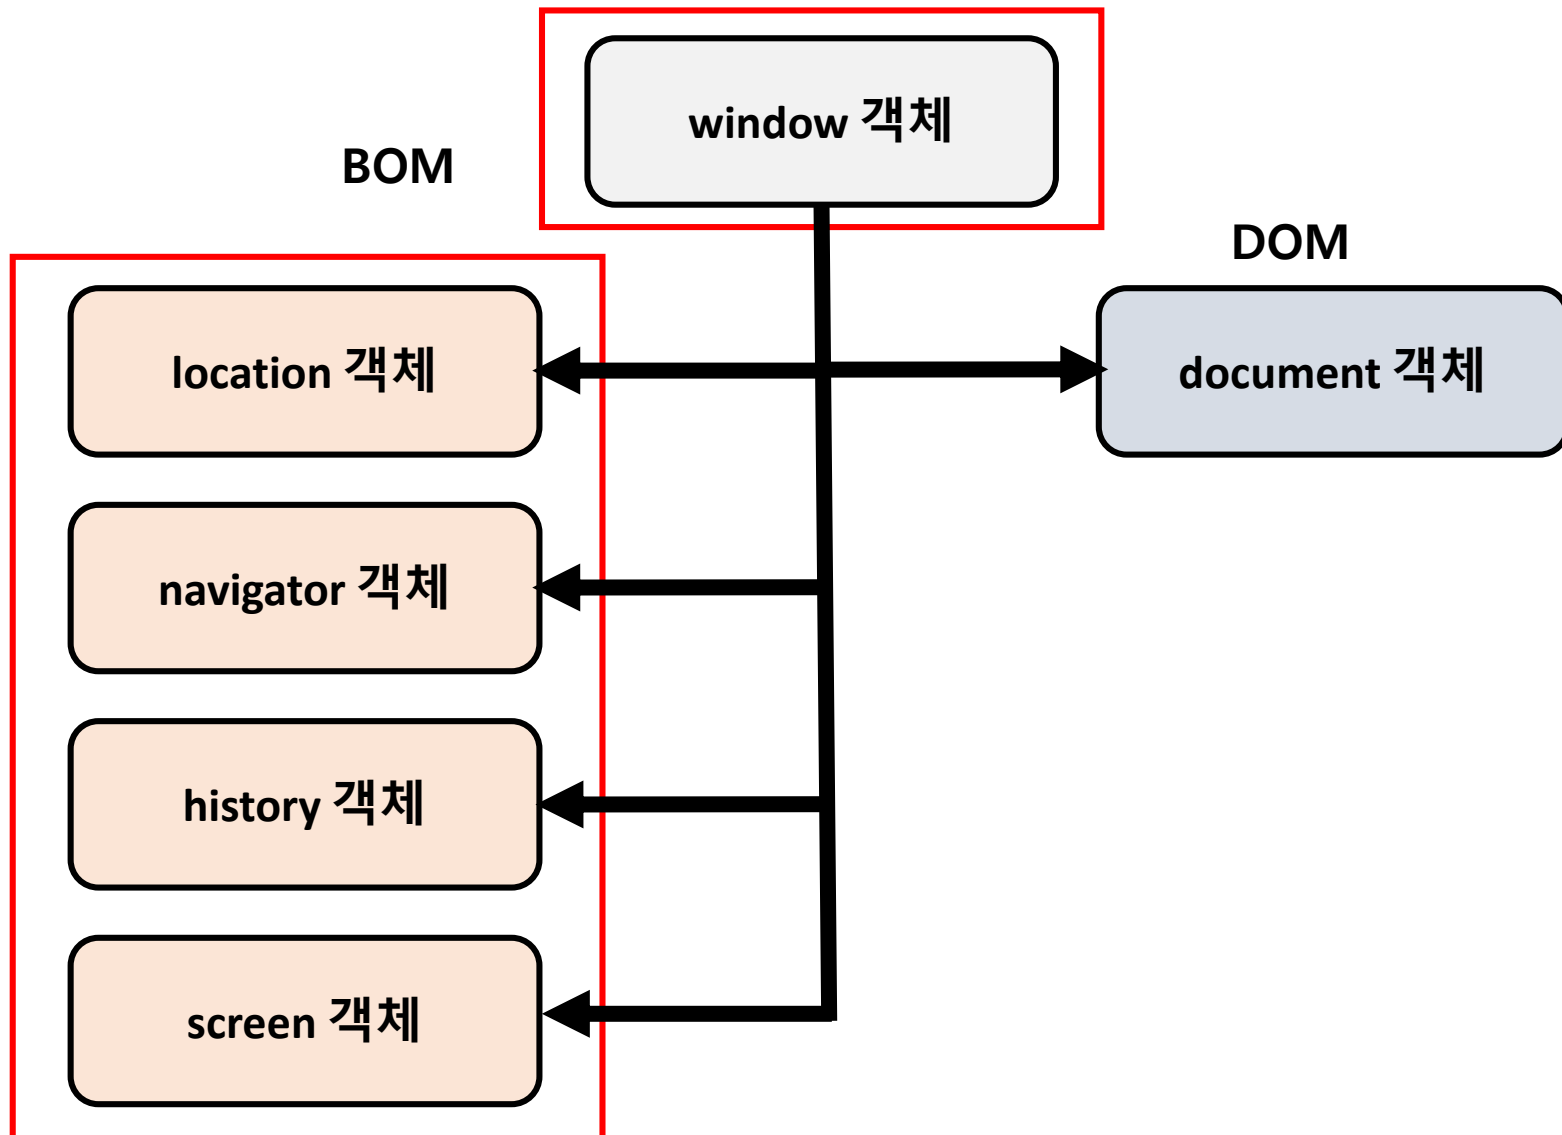 window 객체
BOM
DOM
location 객체
document 객체
navigator 객체
history 객체
screen 객체